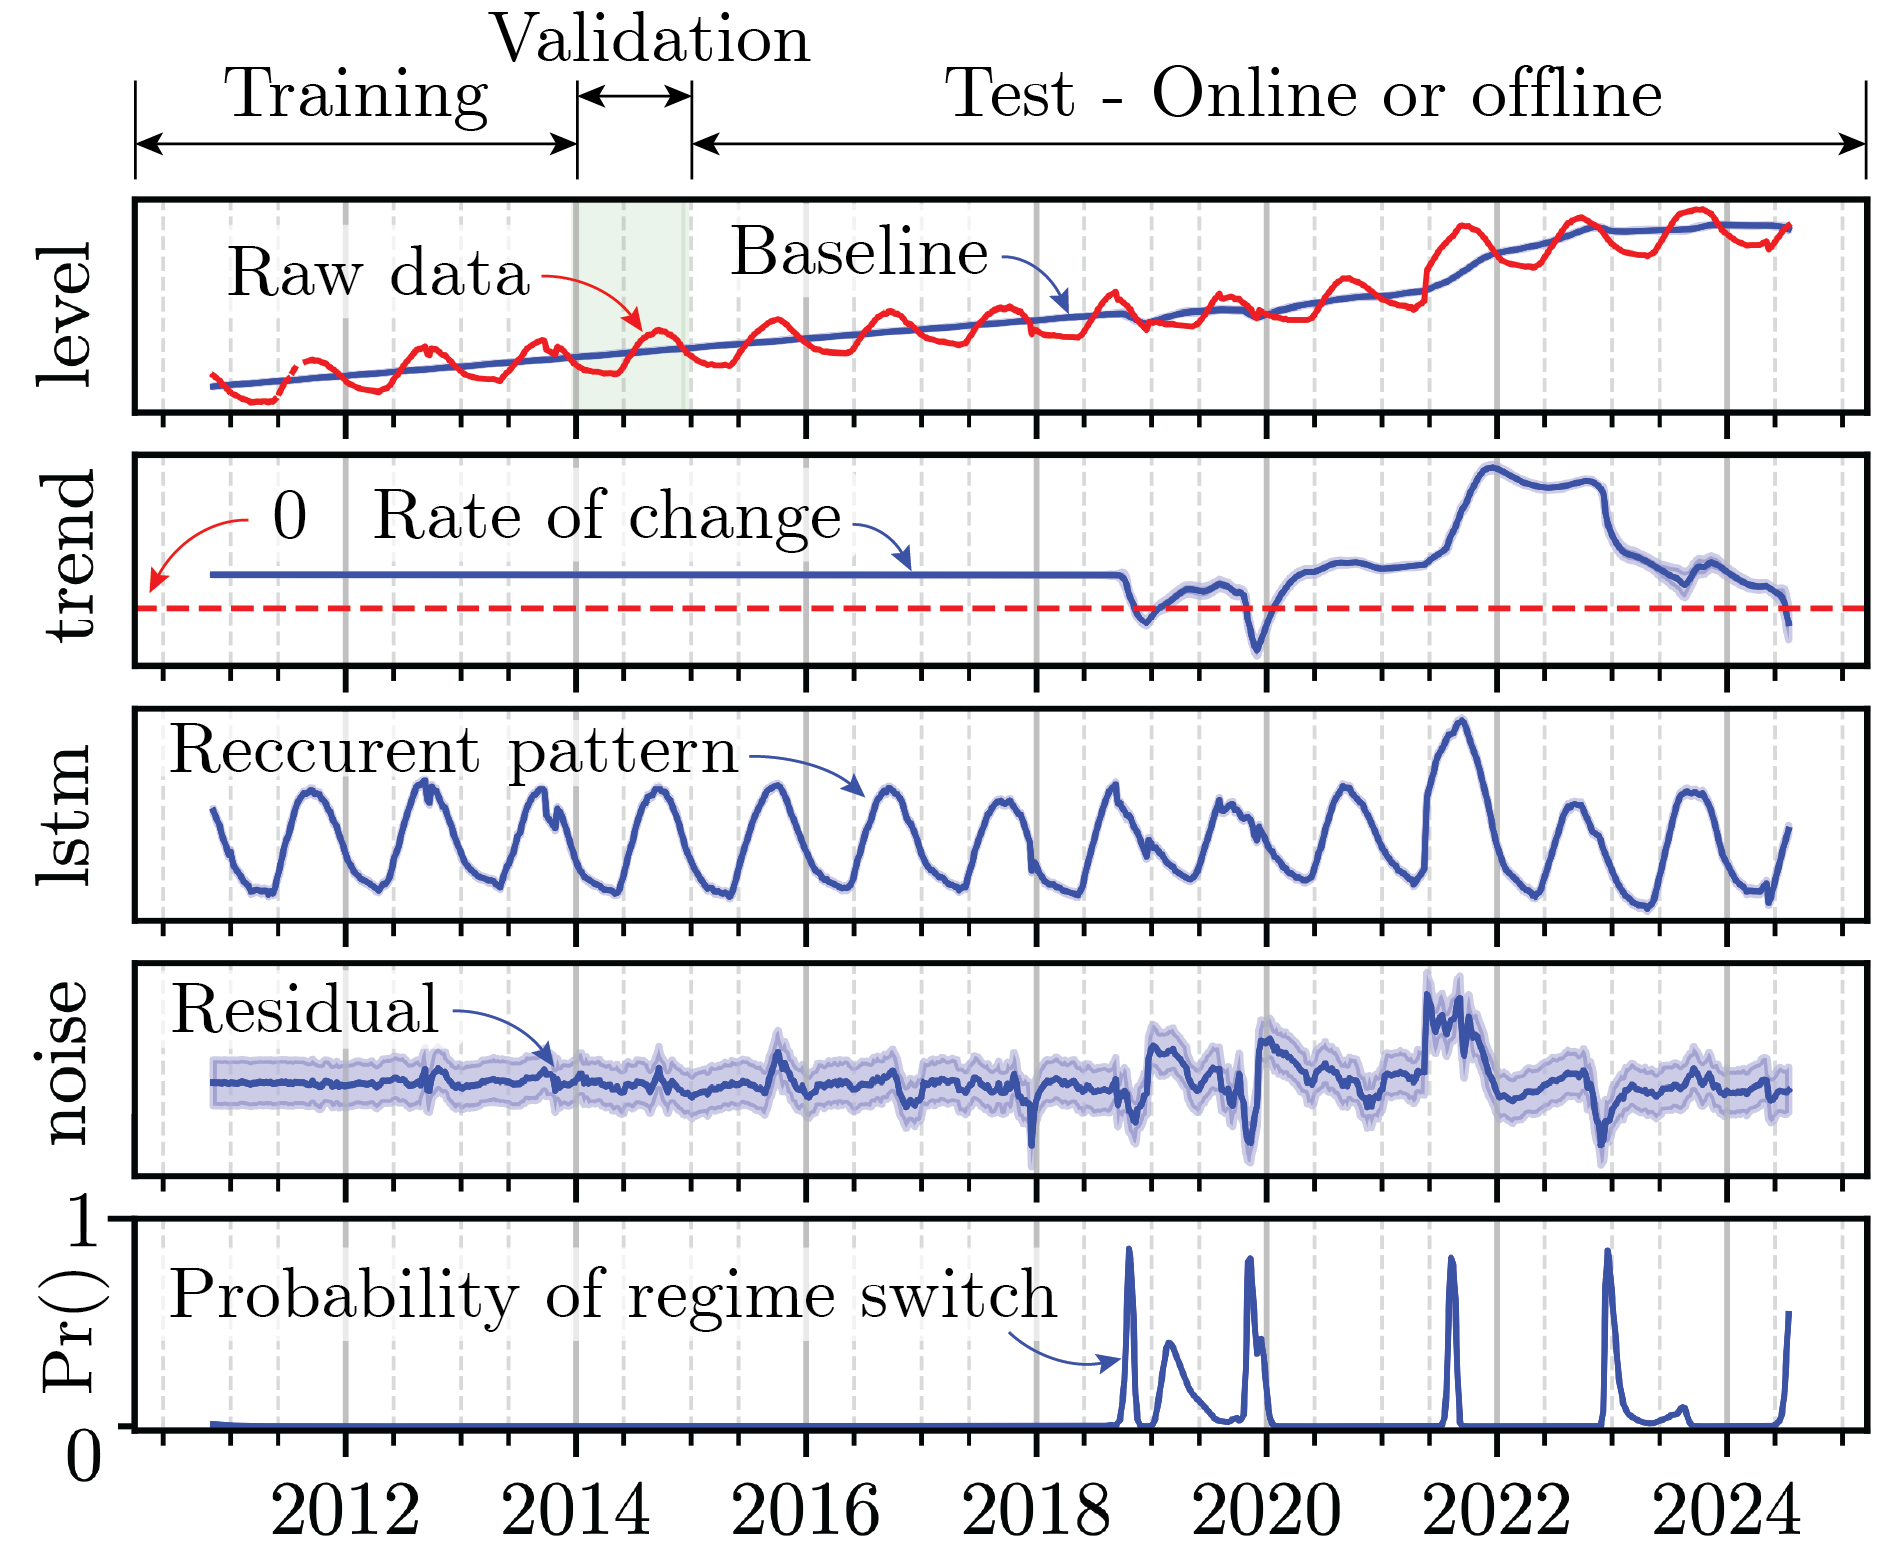 Validation
Training
Test - Online or offline
level
Raw data
Baseline
trend
0
Rate of change
lstm
Reccurent pattern
noise
Residual
Pr()
1
Probability of regime switch
0
2012 2014 2016 2018 2020 2022 2024